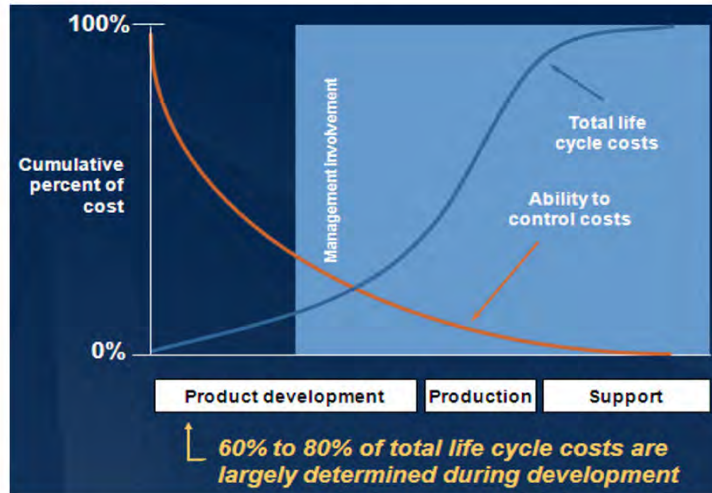 100%
Cumulative
percent of
cost
0%
Management Involvement
Total life
cycle costs
Ability to
control costs
Product development
Production
Support
60% to 80% of total life cycle costs are
largely determined during development